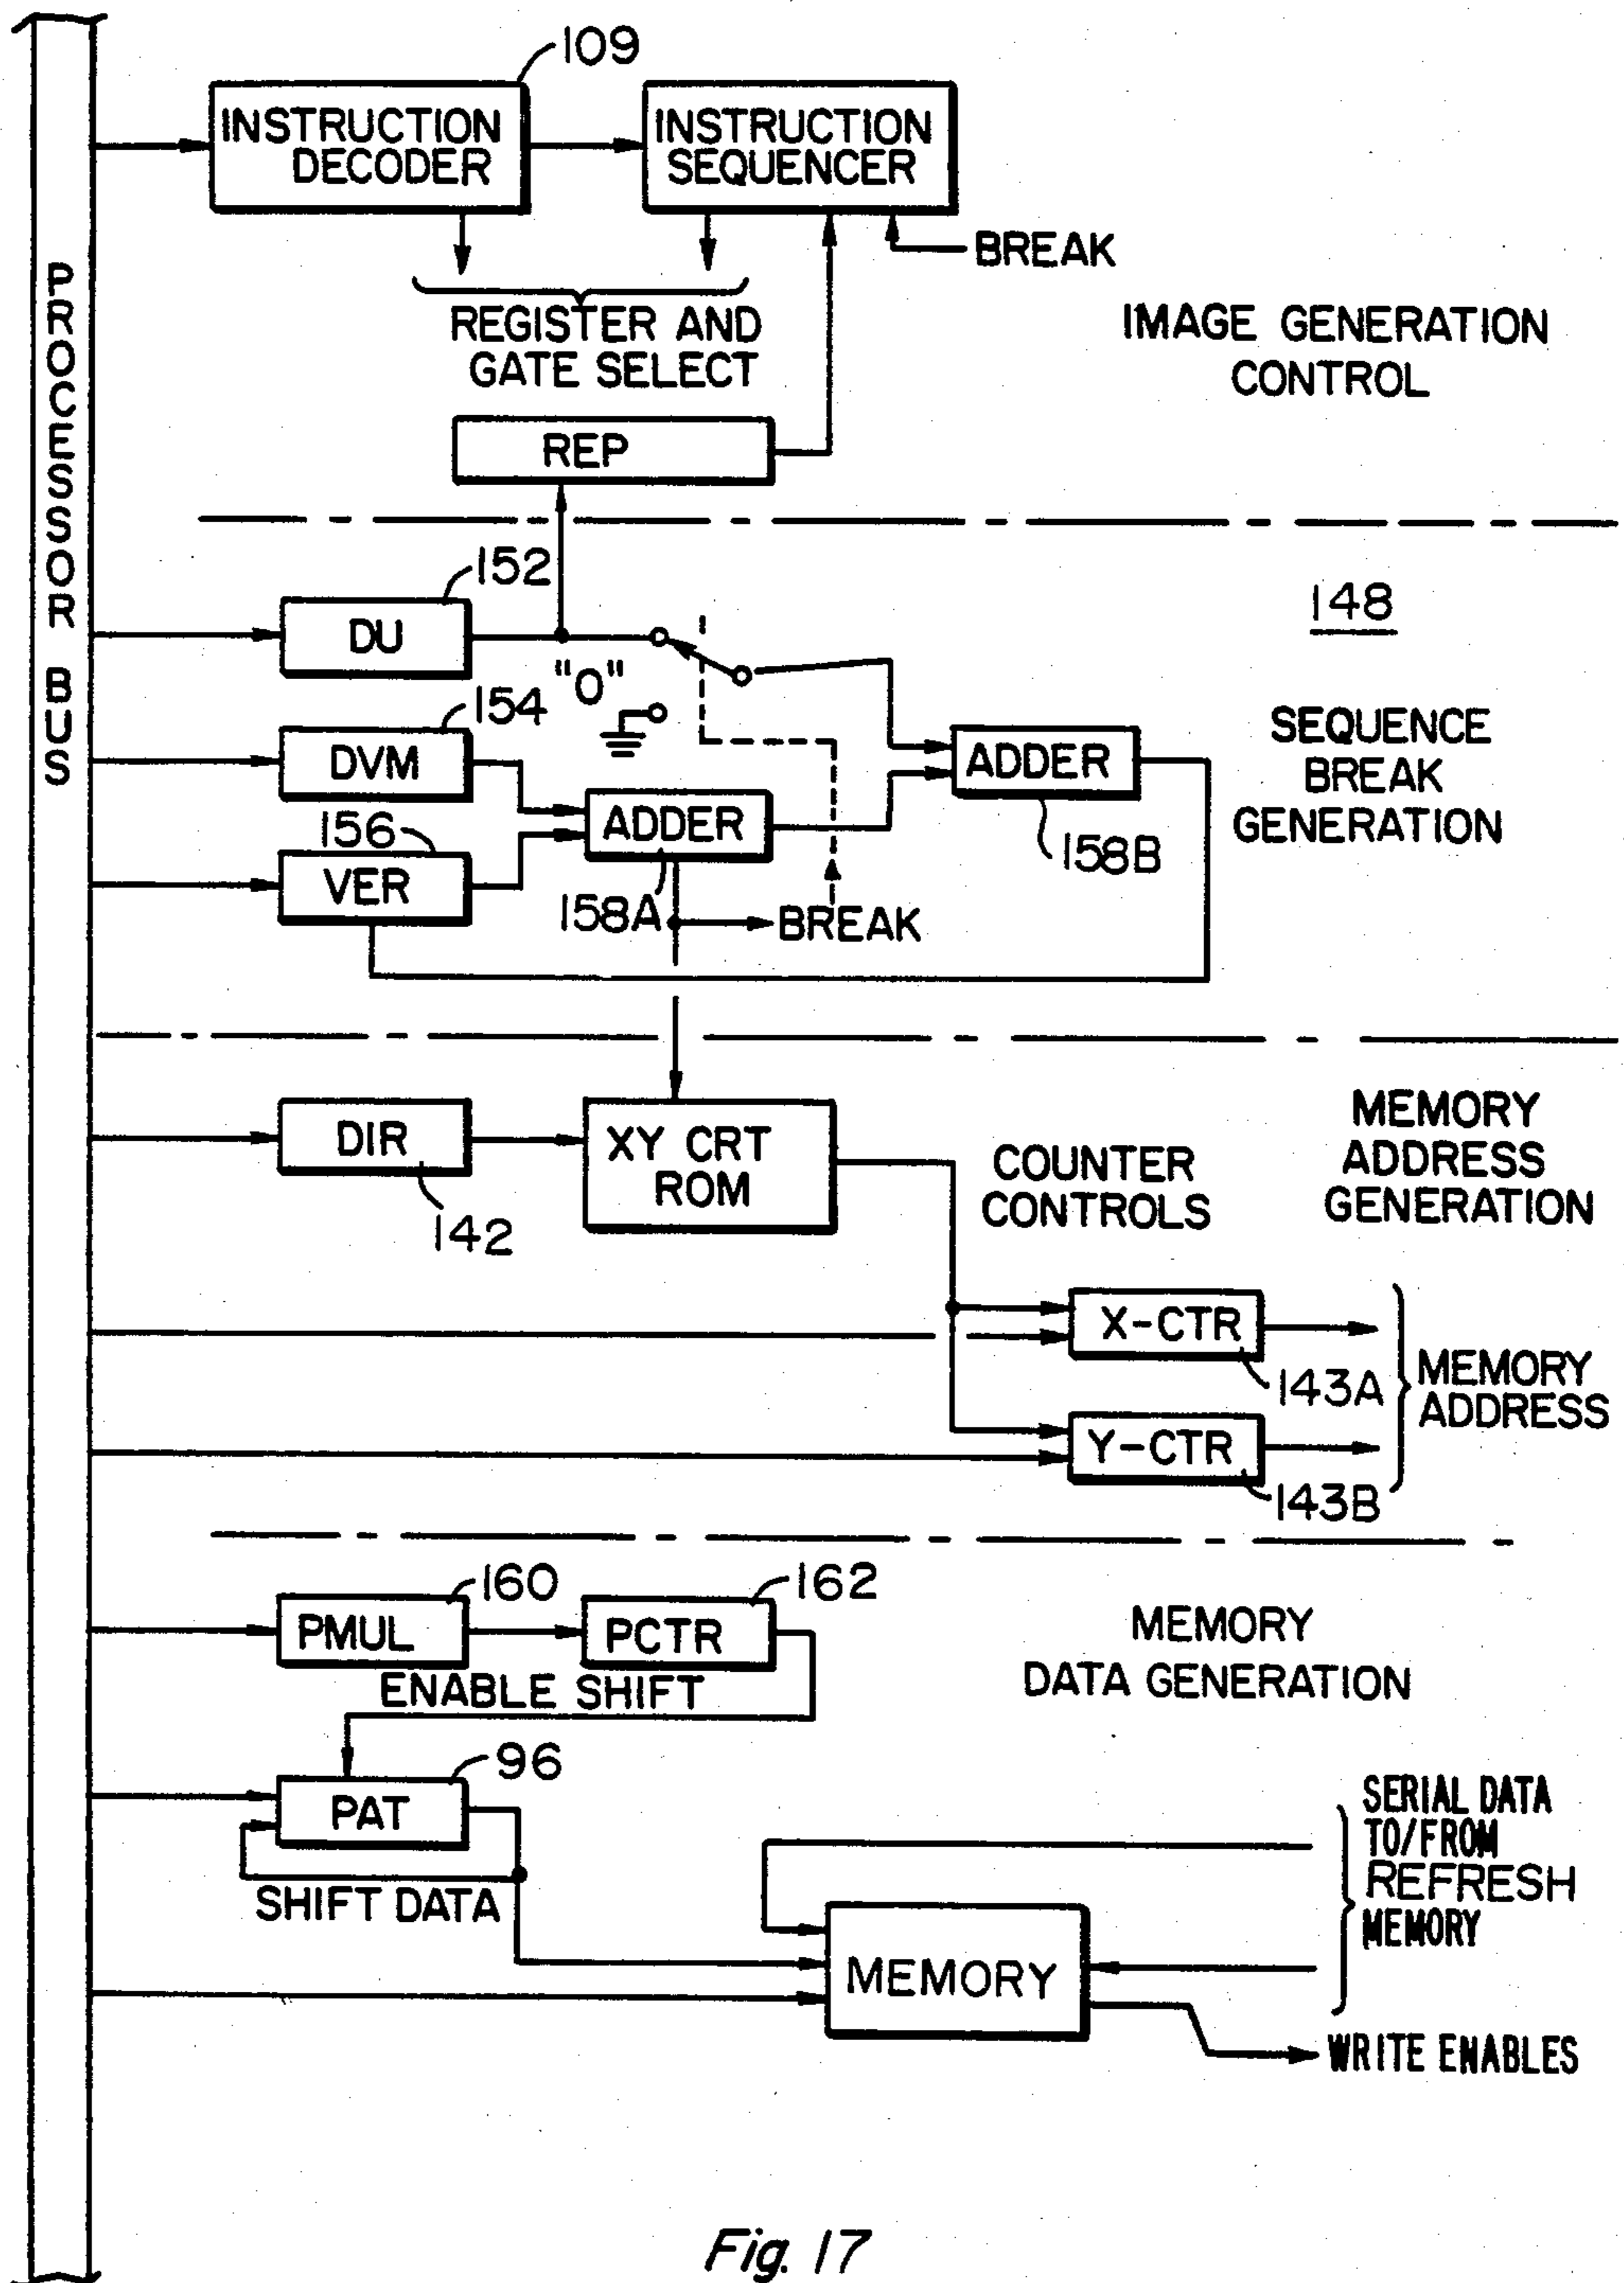 PROCESSOR BUS
109
INSTRUCTION
DECODER
INSTRUCTION
SEQUENCER
BREAK
REGISTER AND
GATE SELECT
IMAGE GENERATION
CONTROL
REP
152
DU
"0"
148
154
DVM
ADDER
SEQUENCE
BREAK
GENERATION
156
VER
ADDER
158A
BREAK
158B
DIR
142
XY CRT
ROM
COUNTER
CONTROLS
MEMORY
ADDRESS
GENERATION
X-CTR
143A
MEMORY
ADDRESS
Y-CTR
143B
160
PMUL
162
PCTR
ENABLE SHIFT
MEMORY
DATA GENERATION
96
PAT
SHIFT DATA
SERIAL DATA
TO/FROM
REFRESH
MEMORY
MEMORY
WRITE ENABLES
Fig. 17